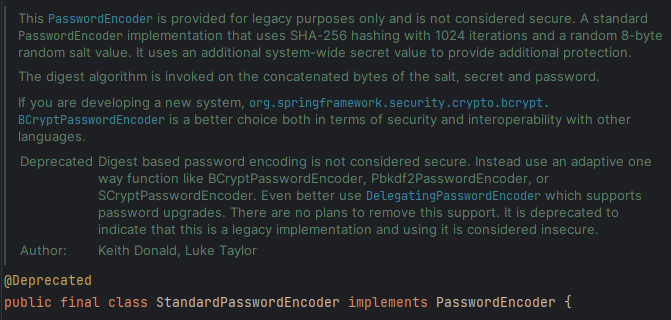 This PasswordEncoder is provided for legacy purposes only and is not considered secure. A standard
PasswordEncoder implementation that uses SHA-256 hashing with 1024 iterations and a random 8-byte
random salt value. It uses an additional system-wide secret value to provide additional protection.
The digest algorithm is invoked on the concatenated bytes of the salt, secret and password.
If you are developing a new system, org.springframework.security.crypto.bcrypt.
BCryptPasswordEncoder is a better choice both in terms of security and interoperability with other
languages.
Deprecated Digest based password encoding is not considered secure. Instead use an adaptive one
way function like BCryptPasswordEncoder, Pbkdf2PasswordEncoder, or
SCryptPasswordEncoder. Even better use DelegatingPasswordEncoder which supports
password upgrades. There are no plans to remove this support. It is deprecated to
indicate that this is a legacy implementation and using it is considered insecure.
Author: Keith Donald, Luke Taylor
@Deprecated
public final class StandardPasswordEncoder implements PasswordEncoder {